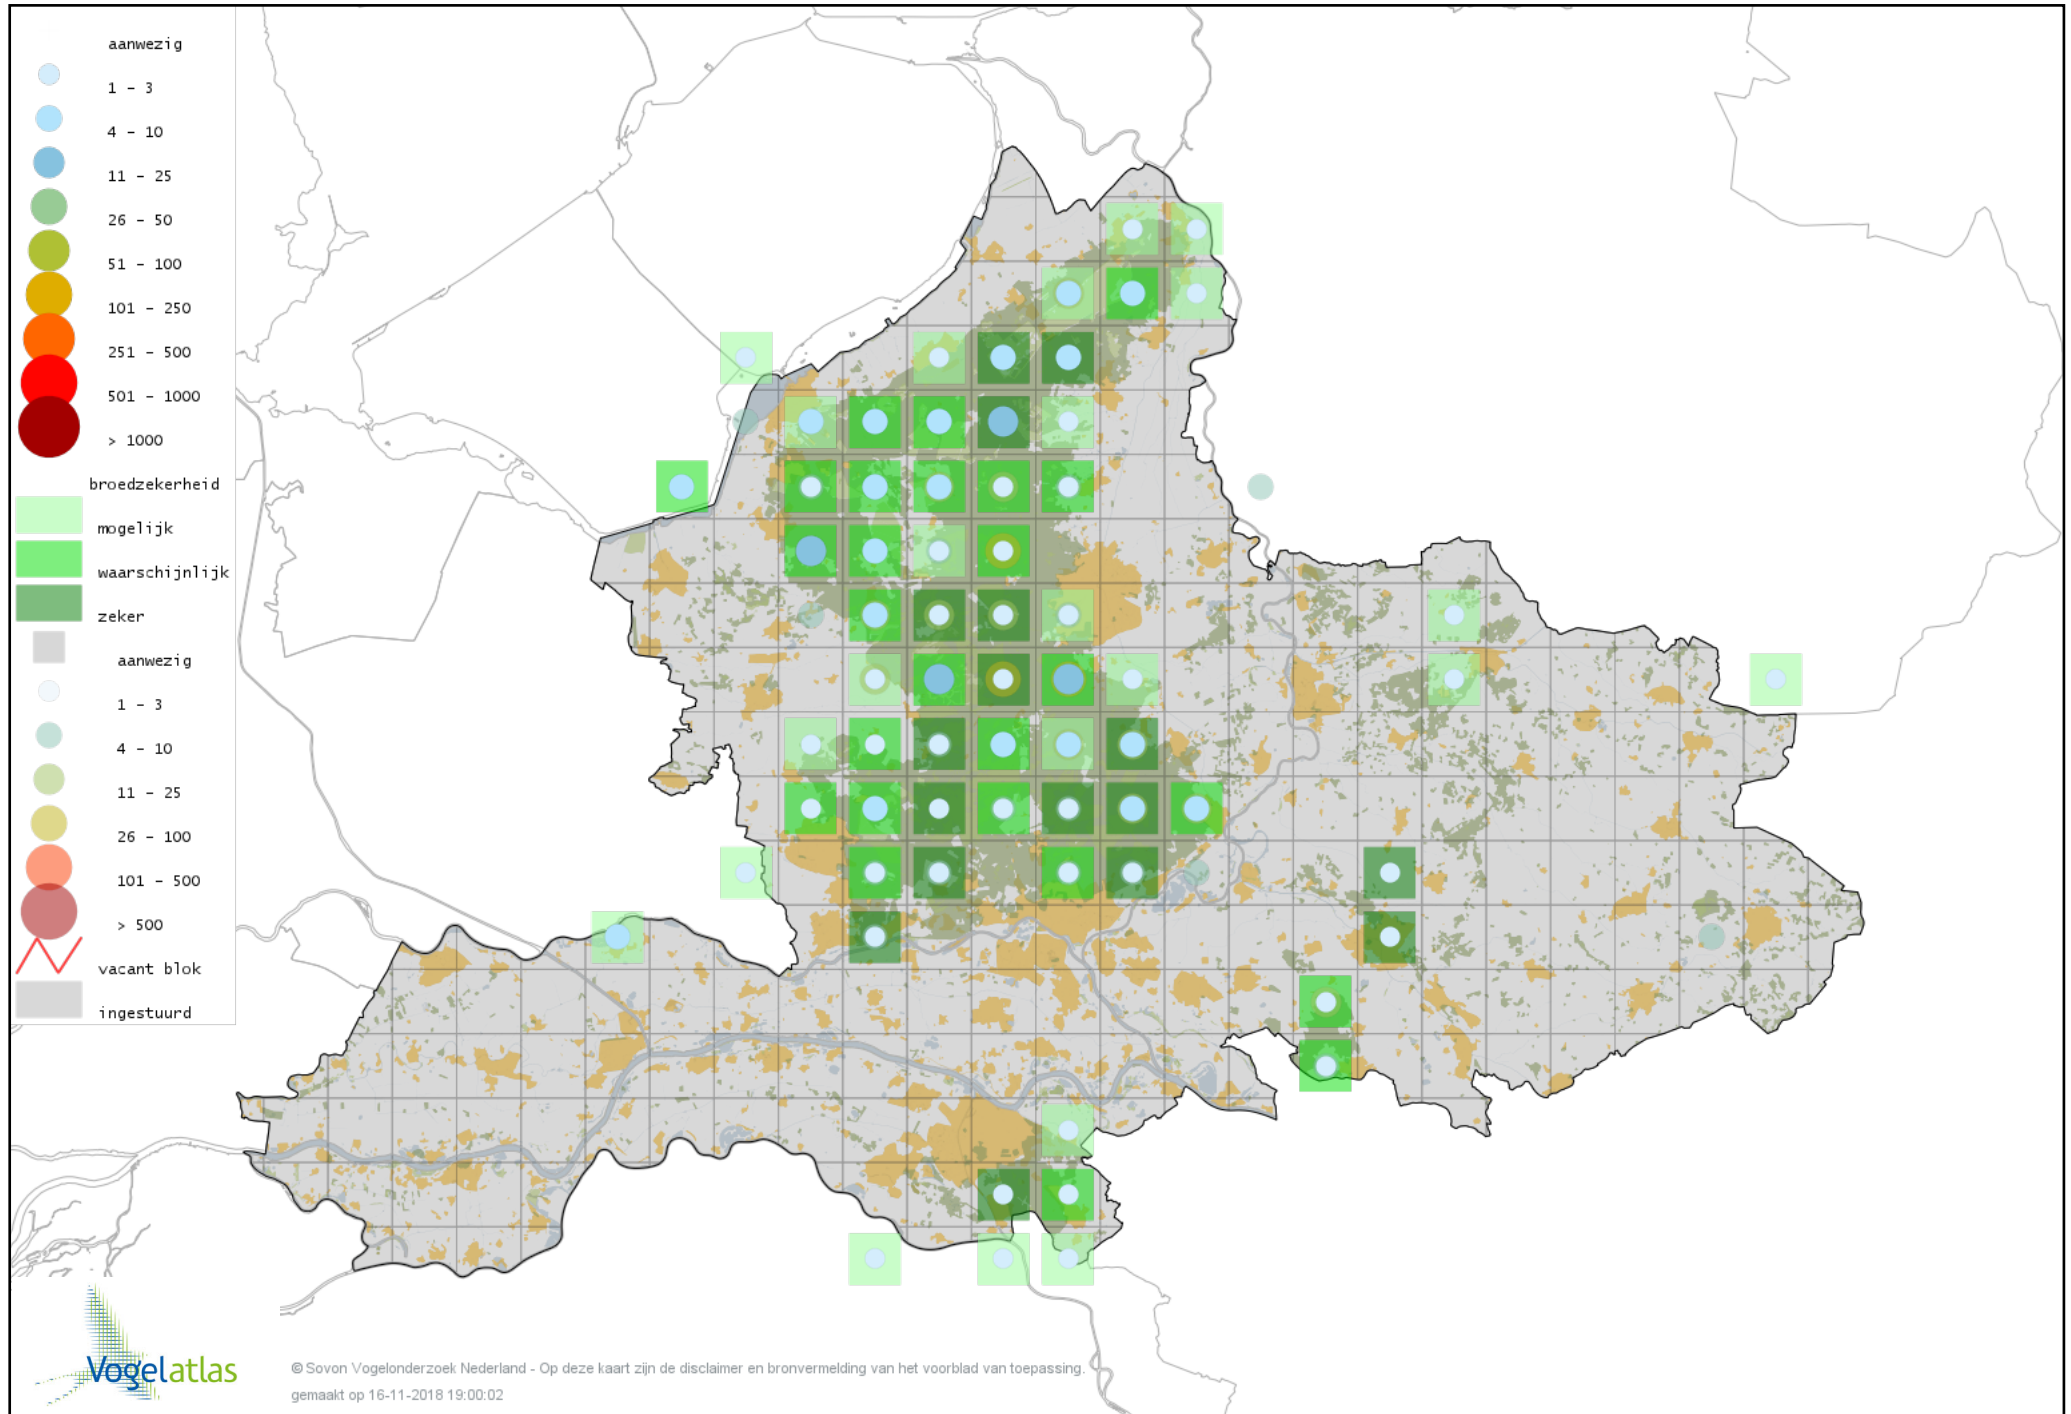 aanwezig
1 - 3
4 - 10
11 - 25
26 - 50
51 - 100
101 - 250
251 - 500
501 - 1000
> 1000
broedzekerheid
mogelijk
waarschijnlijk
zeker
aanwezig
1 - 3
4 - 10
11 - 25
26 - 100
101 - 500
> 500
vacant blok
ingestuurd
Vogelatlas
© Sovon Vogelonderzoek Nederland - Op deze kaart zijn de disclaimer en bronvermelding van het voorblad van toepassing.
gemaakt op 16-11-2018 19:00:02